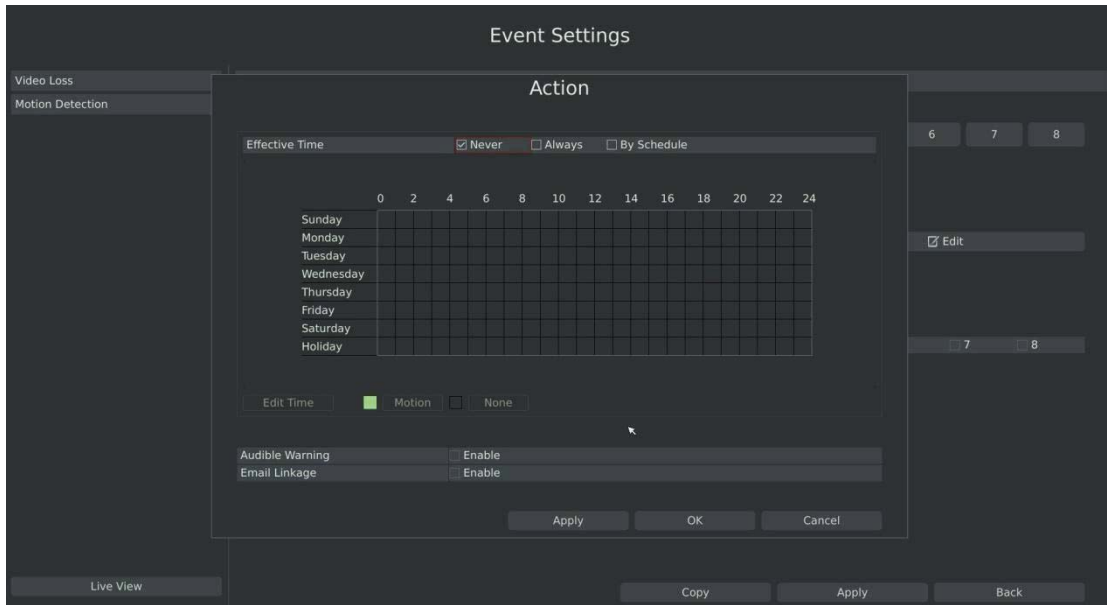 Event Settings
Video Loss
Motion Detection
Action
Effective Time Never Always By Schedule
6 7 8
0 2 4 6 8 10 12 14 16 18 20 22 24
Sunday
Monday
Tuesday
Wednesday
Thursday
Friday
Saturday
Holiday
Edit
7 8
Edit Time Motion None
Audible Warning Enable
Email Linkage Enable
Apply OK Cancel
Live View
Copy Apply Back